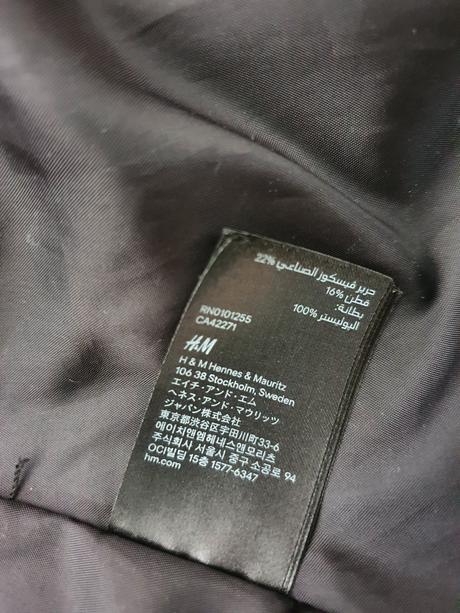 حرير فيسكوز الصناعي 22%
قطن 16%
بطانة:
البوليستر 100%
RN0101255
CA42271
H&M
H & M Hennes & Mauritz
106 38 Stockholm, Sweden
エイチ・アンド・エム
ヘネス・アンド・マウリッツ
ジャパン株式会社
東京都渋谷区宇田川町33-6
에이치앤엠헤네스앤모리츠
주식회사 서울시 중구 소공로 94
OCI빌딩 15층 1577-6347
hm.com